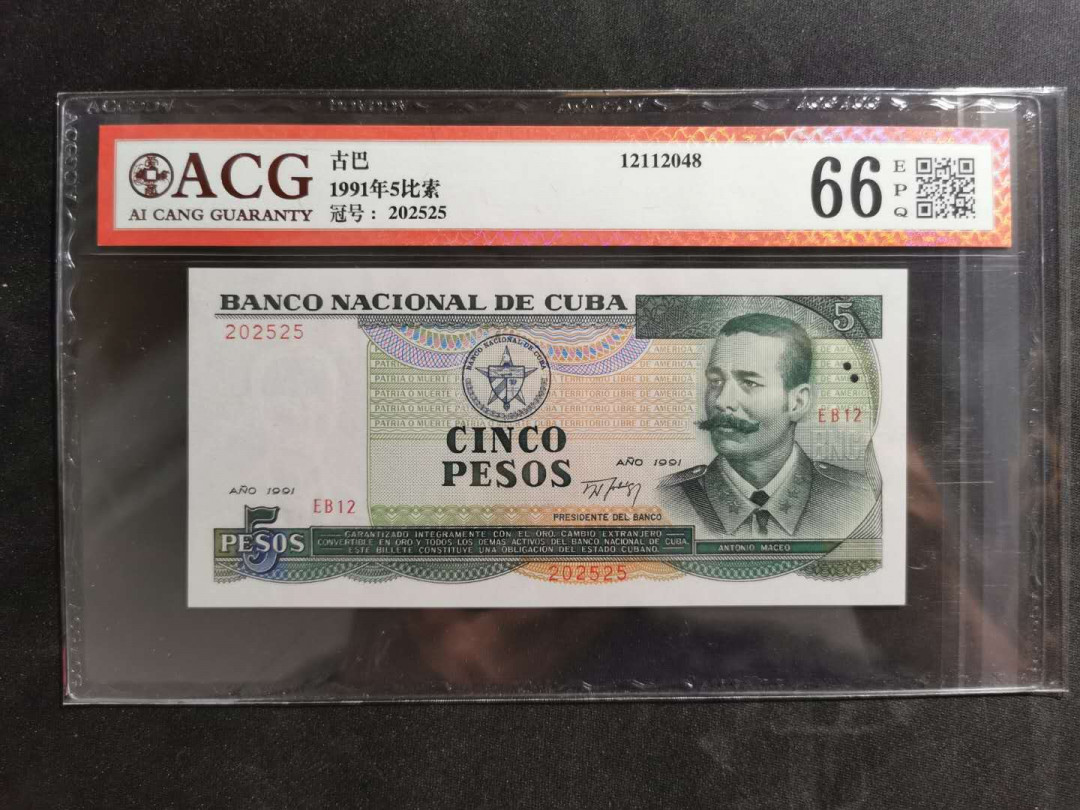 ACG
AI CANG GUARANTY
古巴
1991年5比索
冠号：202525
12112048
66
EPQ
BANCO NACIONAL DE CUBA
202525
5
BANCO NACIONAL DE CUBA
PATRIA O MUERTE
TERRITORIO LIBRE DE AMERICA
CINCO
PESOS
AÑO 1991
EB12
AÑO 1991
EB12
PRESIDENTE DEL BANCO
5
PESOS
GARANTIZADO INTEGRAMENTE CON EL ORO, CAMBIO EXTRANJERO
CONVERTIBLE EN ORO Y TODOS LOS DEMAS ACTIVOS DEL BANCO NACIONAL DE CUBA
ESTE BILLETE CONSTITUYE UNA OBLIGACION DEL ESTADO CUBANO.
ANTONIO MACEO
202525